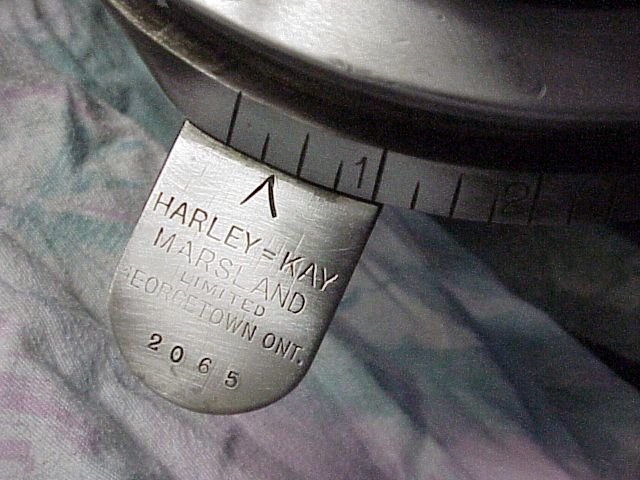 1 2
HARLEY=KAY
MARSLAND
LIMITED
GEORGETOWN ONT.
2065